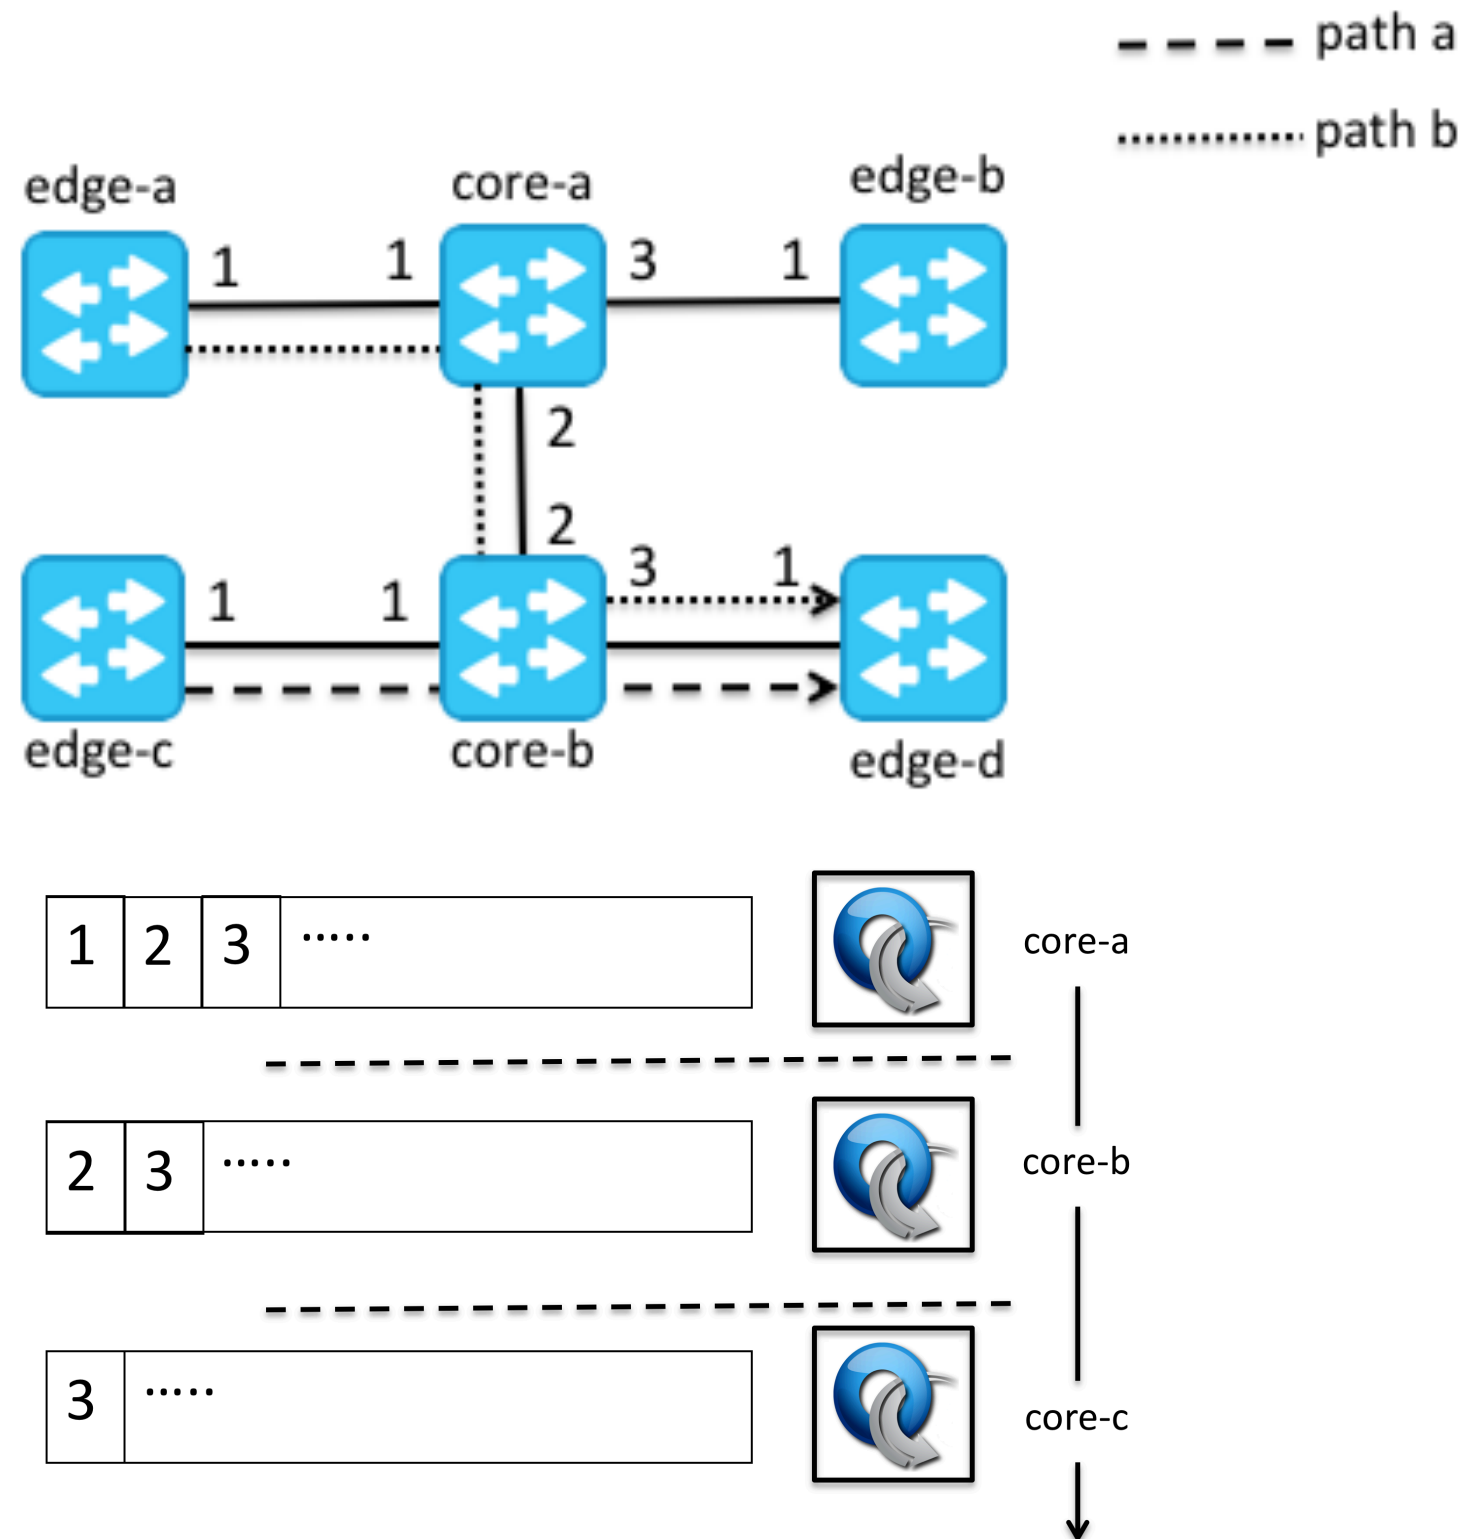 path a
path b
edge-a
core-a
edge-b
1 1 3 1
2
2
3 1
1 1
edge-c
core-b
edge-d
1 2 3 .....
core-a
2 3 .....
core-b
3 .....
core-c